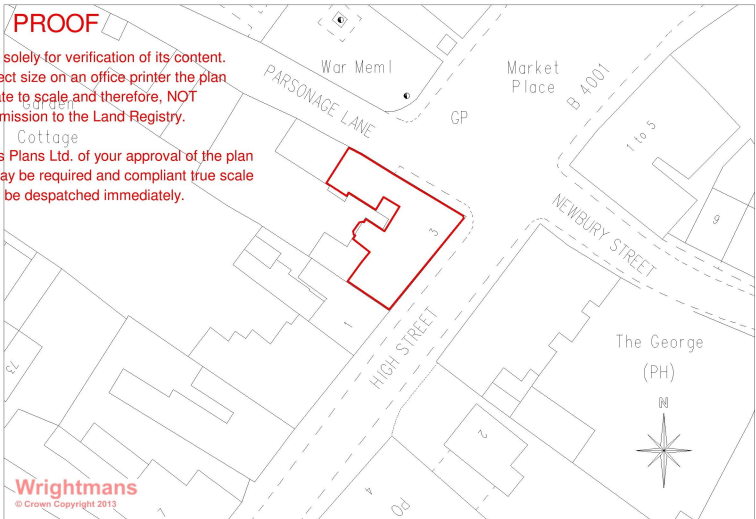 PROOF
solely for verification of its content.
ect size on an office printer the plan
ate to scale and therefore, NOT
mission to the Land Registry.
s Plans Ltd. of your approval of the plan
ay be required and compliant true scale
be despatched immediately.
Garden
Cottage
War Meml
PARSONAGE LANE
GP
Market
Place
B 4001
1 to 5
9
NEWBURY STREET
3
1
HIGH STREET
The George
(PH)
N
73
2
4
PO
Wrightmans
© Crown Copyright 2013